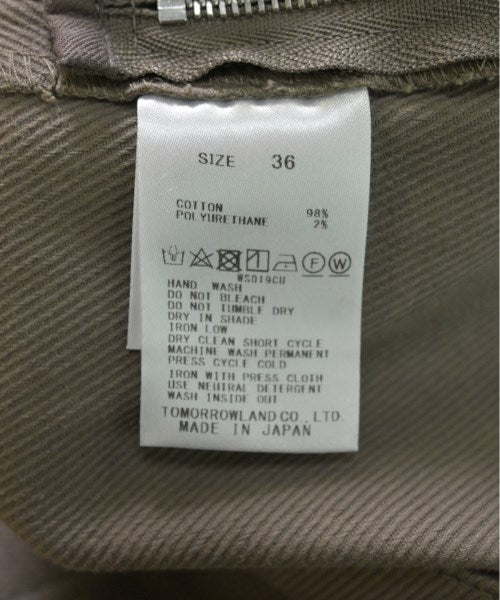 SIZE 36
COTTON 98%
POLYURETHANE 2%
F W
WS019CU
HAND WASH
DO NOT BLEACH
DO NOT TUMBLE DRY
DRY IN SHADE
IRON LOW
DRY CLEAN SHORT CYCLE
MACHINE WASH PERMANENT
PRESS CYCLE COLD
IRON WITH PRESS CLOTH
USE NEUTRAL DETERGENT
WASH INSIDE OUT
TOMORROWLAND CO., LTD.
MADE IN JAPAN